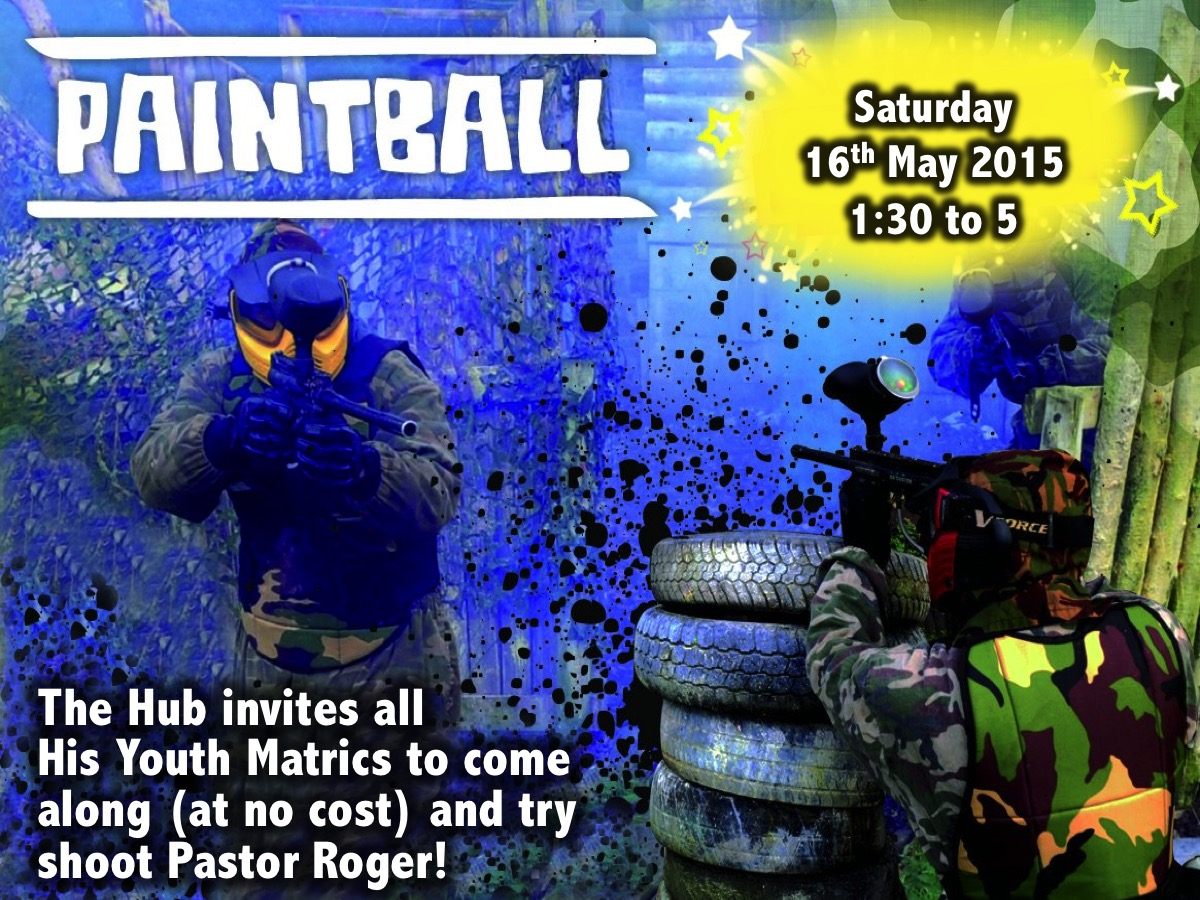 PAINTBALL
Saturday
16th May 2015
1:30 to 5
VFORCE
The Hub invites all
His Youth Matrics to come
along (at no cost) and try
shoot Pastor Roger!